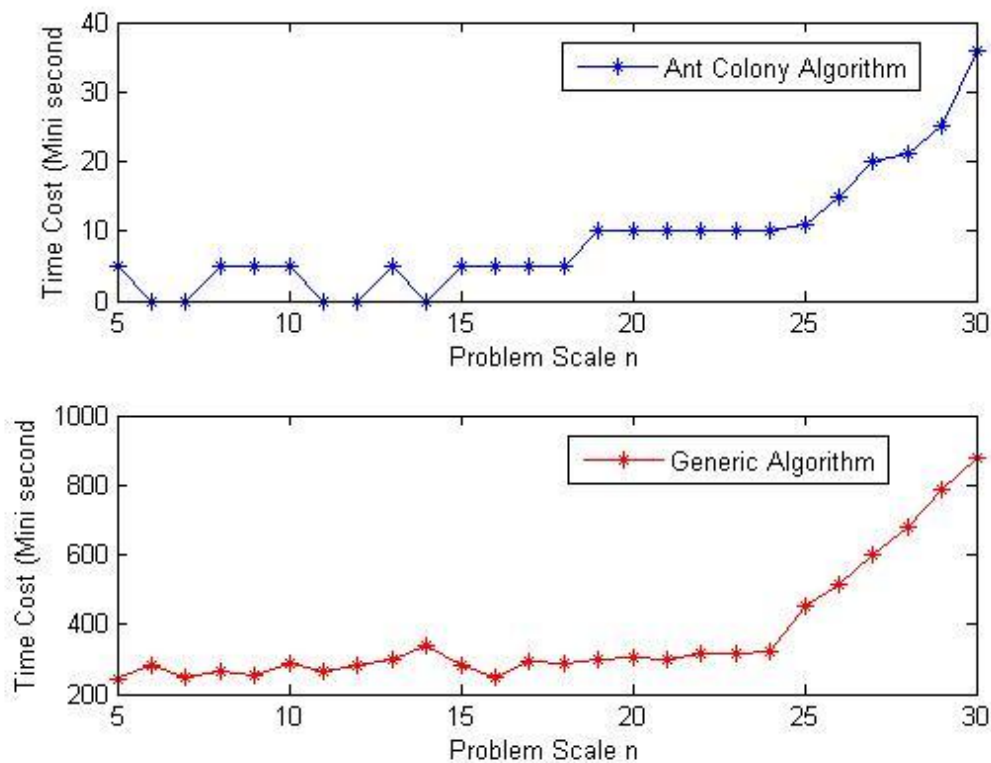 40
30
20
10
0
Time Cost (Mini second
Ant Colony Algorithm
5 10 15 20 25 30
Problem Scale n
1000
800
600
400
200
Time Cost (Mini second
Generic Algorithm
5 10 15 20 25 30
Problem Scale n